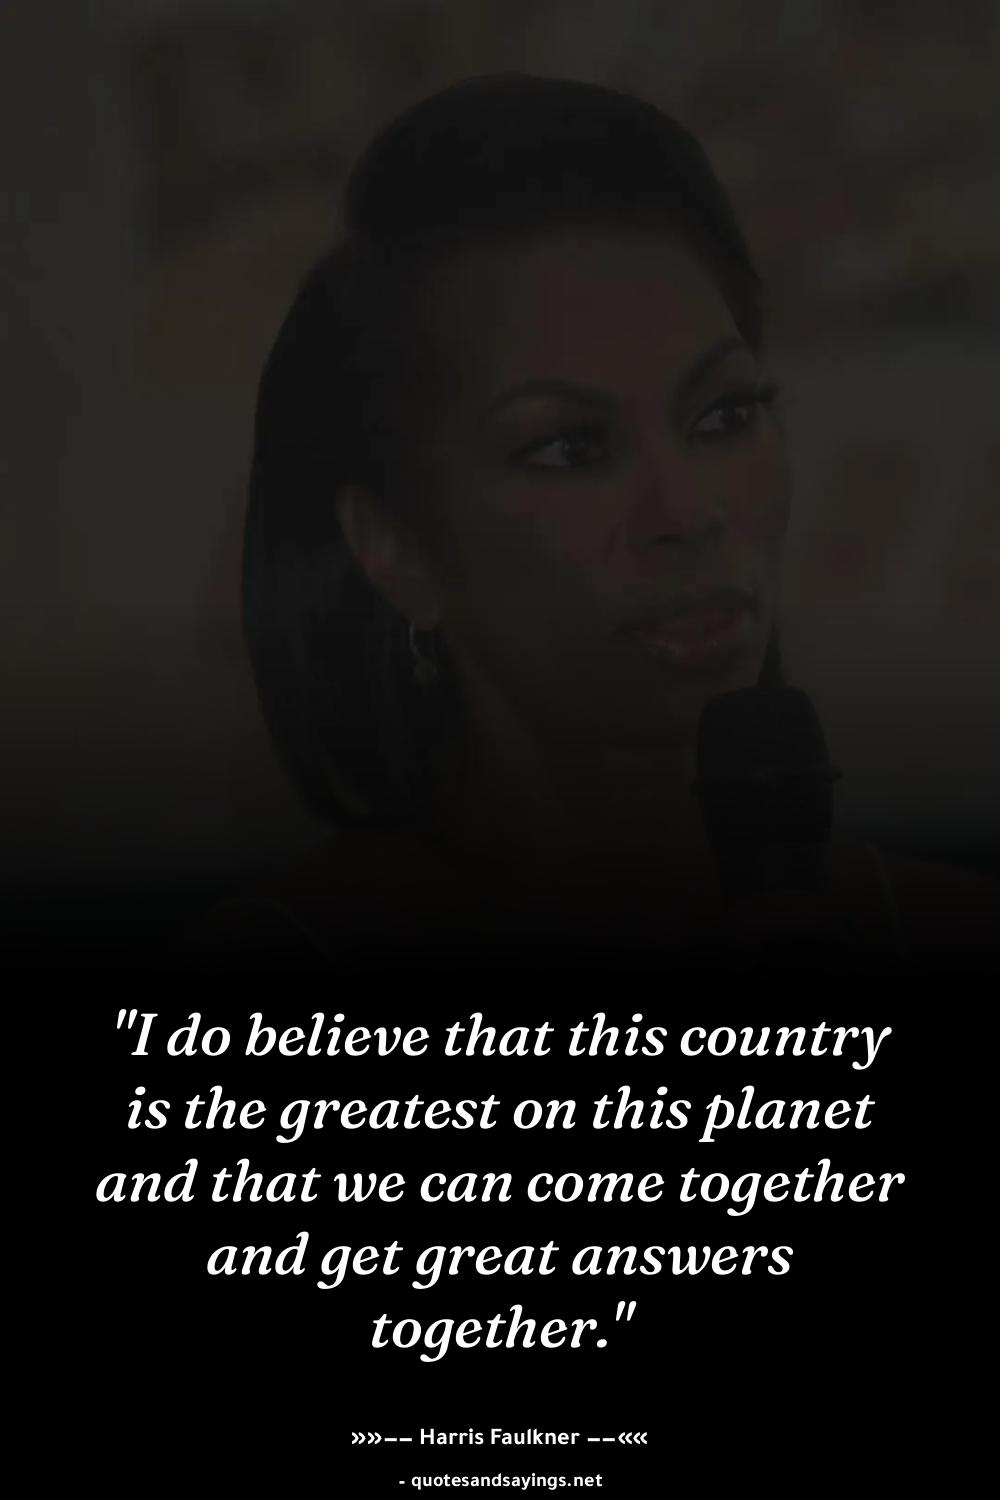 "I do believe that this country
is the greatest on this planet
and that we can come together
and get great answers
together."
»»–– Harris Faulkner ––««
- quotesandsayings.net